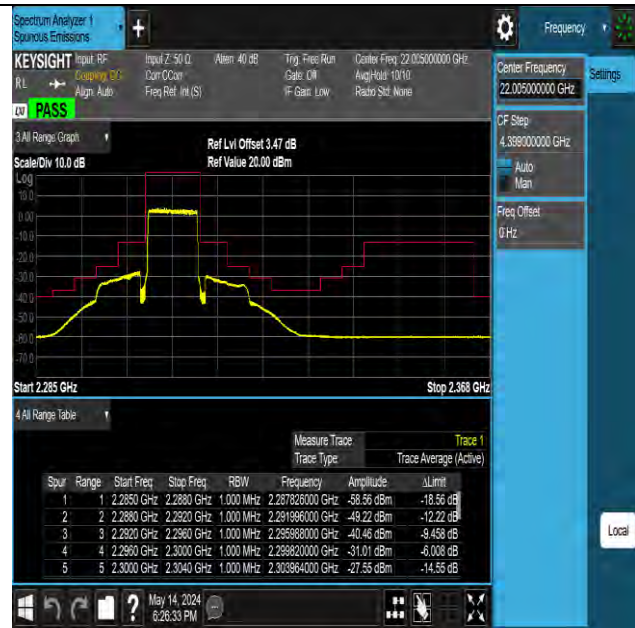 Spectrum Analyzer 1
Spurious Emissions
+
Frequency
KEYSIGHT Input: RF Input Z: 50 Ω Atten: 40 dB Trig: Free Run Center Freq: 22.005000000 GHz
RL Coupling: DC Corr CCorr Gate: Off Avg|Hold: 10/10
Align: Auto Freq Ref: Int (S) IF Gain: Low Radio Std: None
PASS
3 All Range Graph
Ref Lvl Offset 3.47 dB
Scale/Div 10.0 dB Ref Value 20.00 dBm
Log
10.0
0.00
-10.0
-20.0
-30.0
-40.0
-50.0
-60.0
-70.0
Start 2.285 GHz Stop 2.368 GHz
4 All Range Table
Measure Trace Trace 1
Trace Type Trace Average (Active)
Spur Range Start Freq Stop Freq RBW Frequency Amplitude ΔLimit
1 1 2.2850 GHz 2.2880 GHz 1.000 MHz 2.287826000 GHz -58.56 dBm -18.56 dB
2 2 2.2880 GHz 2.2920 GHz 1.000 MHz 2.291996000 GHz -49.22 dBm -12.22 dB
3 3 2.2920 GHz 2.2960 GHz 1.000 MHz 2.295988000 GHz -40.46 dBm -9.458 dB
4 4 2.2960 GHz 2.3000 GHz 1.000 MHz 2.299820000 GHz -31.01 dBm -6.008 dB
5 5 2.3000 GHz 2.3040 GHz 1.000 MHz 2.303964000 GHz -27.55 dBm -14.55 dB
?
May 14, 2024
6:26:33 PM
Center Frequency
22.005000000 GHz
Settings
CF Step
4.399000000 GHz
Auto
Man
Freq Offset
0 Hz
Local